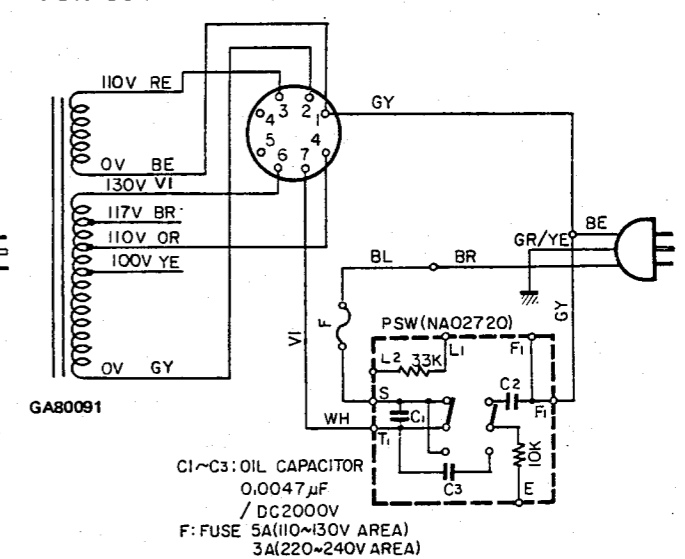 110V RE
GY
3 2
4 1
5 4
6 7
0V BE
130V VI
117V BR
110V OR
100V YE
BE
GR/YE
BL BR
F
VI
GY
PSW(NA02720)
L2 33K L1 F1
0V GY
GA80091
S C1 C2 F1
WH T1
10K
C3 E
C1~C3:OIL CAPACITOR
0.0047µF
/DC2000V
F:FUSE 5A(110~130V AREA)
3A(220~240V AREA)